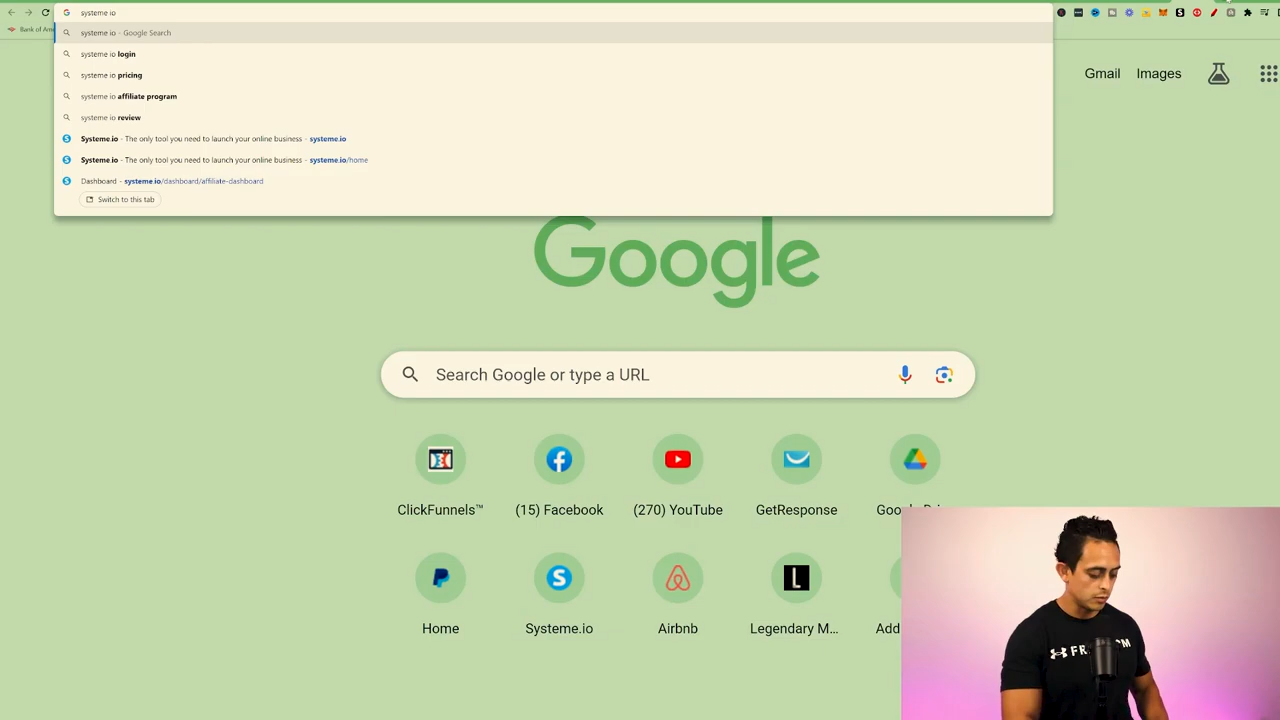 systeme io
Bank of Am
systeme io - Google Search
systeme io login
systeme io pricing
systeme io affiliate program
systeme io review
Systeme.io - The only tool you need to launch your online business - systeme.io
Systeme.io - The only tool you need to launch your online business - systeme.io/home
Dashboard - systeme.io/dashboard/affiliate-dashboard
Switch to this tab
Gmail Images
Google
Search Google or type a URL
ClickFunnels™ (15) Facebook (270) YouTube GetResponse
Home Systeme.io Airbnb Legendary M... Add